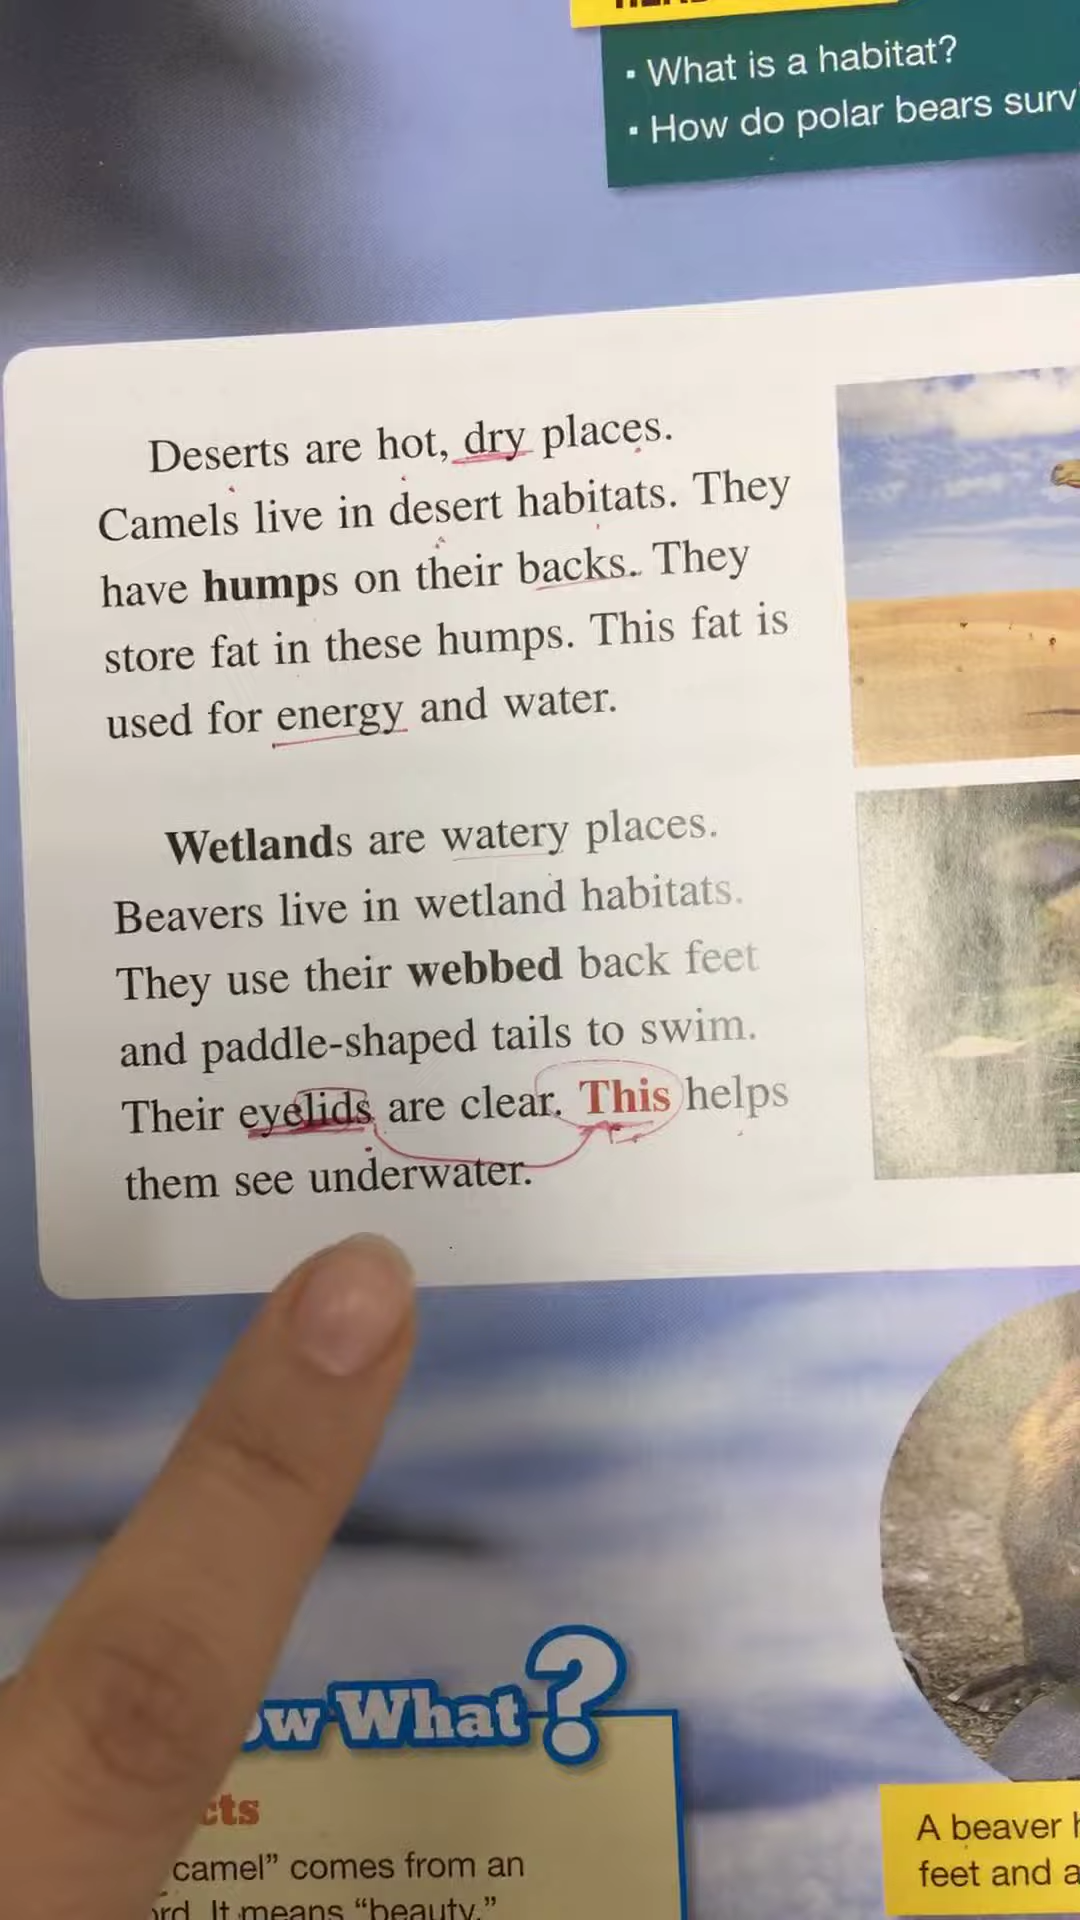 · What is a habitat?
· How do polar bears
Deserts are hot, dry places.
Camels live in desert habitats. They
have humps on their backs. They
store fat in these humps. This fat is
used for energy and water.
Wetlands are watery places.
Beavers live in wetland habitats.
They use their webbed back feet
and paddle-shaped tails to swim.
Their eyelids are clear. This helps
them see underwater.
What?
camel” comes from an
It means “beauty.”
A beaver
feet and a